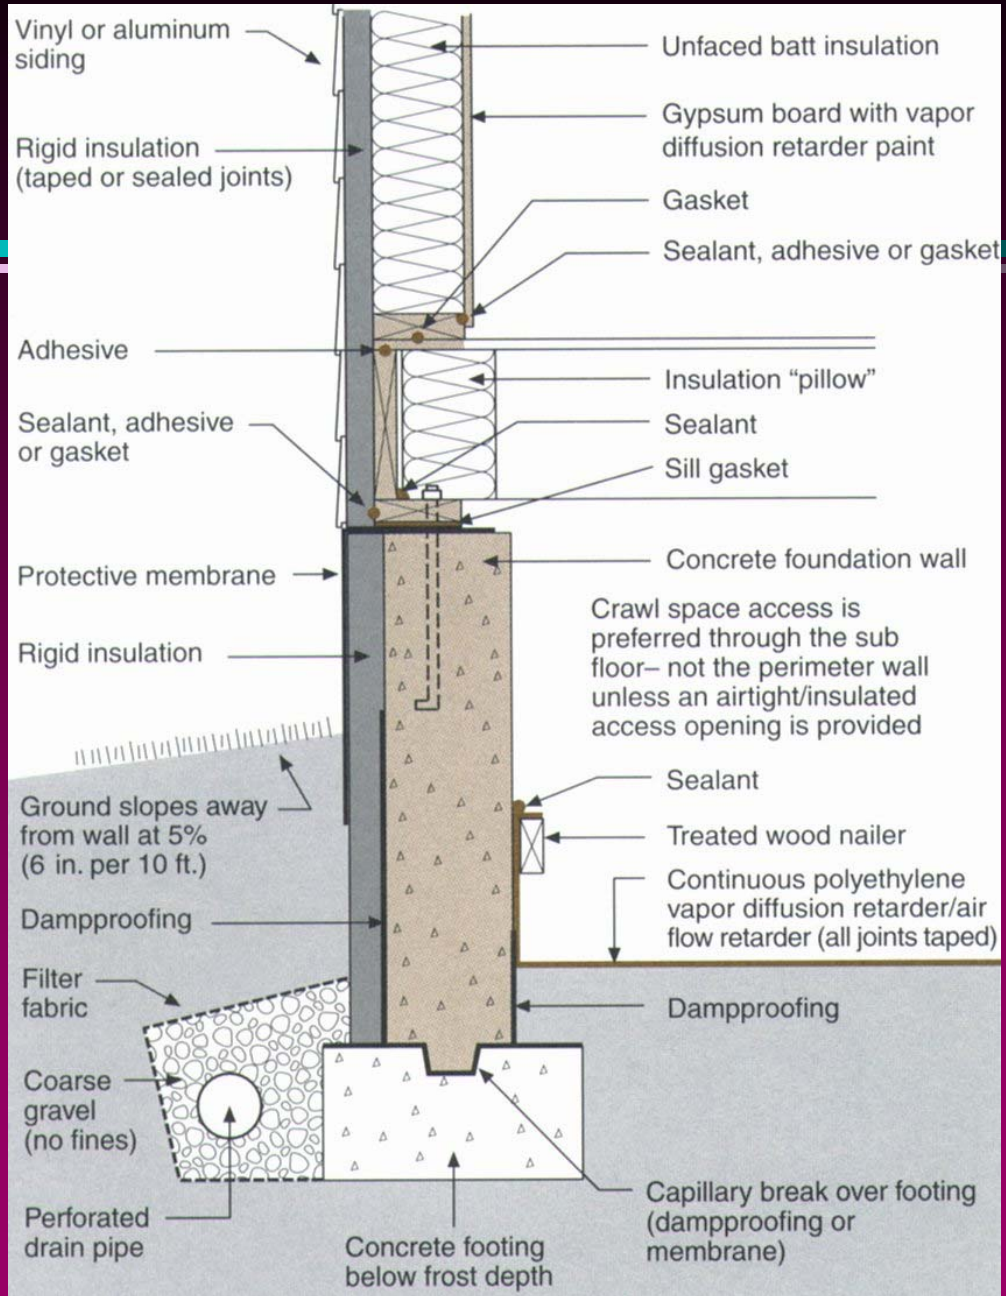 Vinyl or aluminum
siding
Rigid insulation
(taped or sealed joints)
Adhesive
Sealant, adhesive
or gasket
Protective membrane
Rigid insulation
Ground slopes away
from wall at 5%
(6 in. per 10 ft.)
Dampproofing
Filter
fabric
Coarse
gravel
(no fines)
Perforated
drain pipe
Concrete footing
below frost depth
Unfaced batt insulation
Gypsum board with vapor
diffusion retarder paint
Gasket
Sealant, adhesive or gasket
Insulation “pillow”
Sealant
Sill gasket
Concrete foundation wall
Crawl space access is
preferred through the sub
floor– not the perimeter wall
unless an airtight/insulated
access opening is provided
Sealant
Treated wood nailer
Continuous polyethylene
vapor diffusion retarder/air
flow retarder (all joints taped)
Dampproofing
Capillary break over footing
(dampproofing or
membrane)